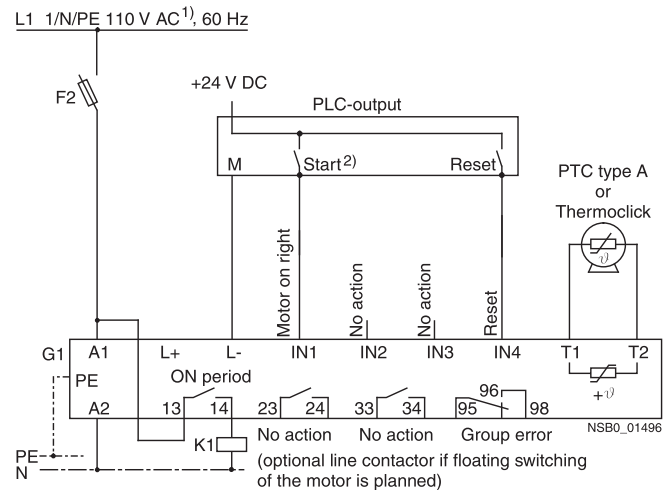 L1 1/N/PE 110 V AC1), 60 Hz
+24 V DC
F2
PLC-output
M
Start2)
Reset
PTC type A
or
Thermoclick
ϑ
Motor on right
No action
No action
Reset
G1
A1
L+
L-
IN1
IN2
IN3
IN4
T1
T2
PE
ON period
+ϑ
A2
13
14
23
24
33
34
95
96
98
NSB0_01496
K1
No action
No action
Group error
PE
N
(optional line contactor if floating switching
of the motor is planned)